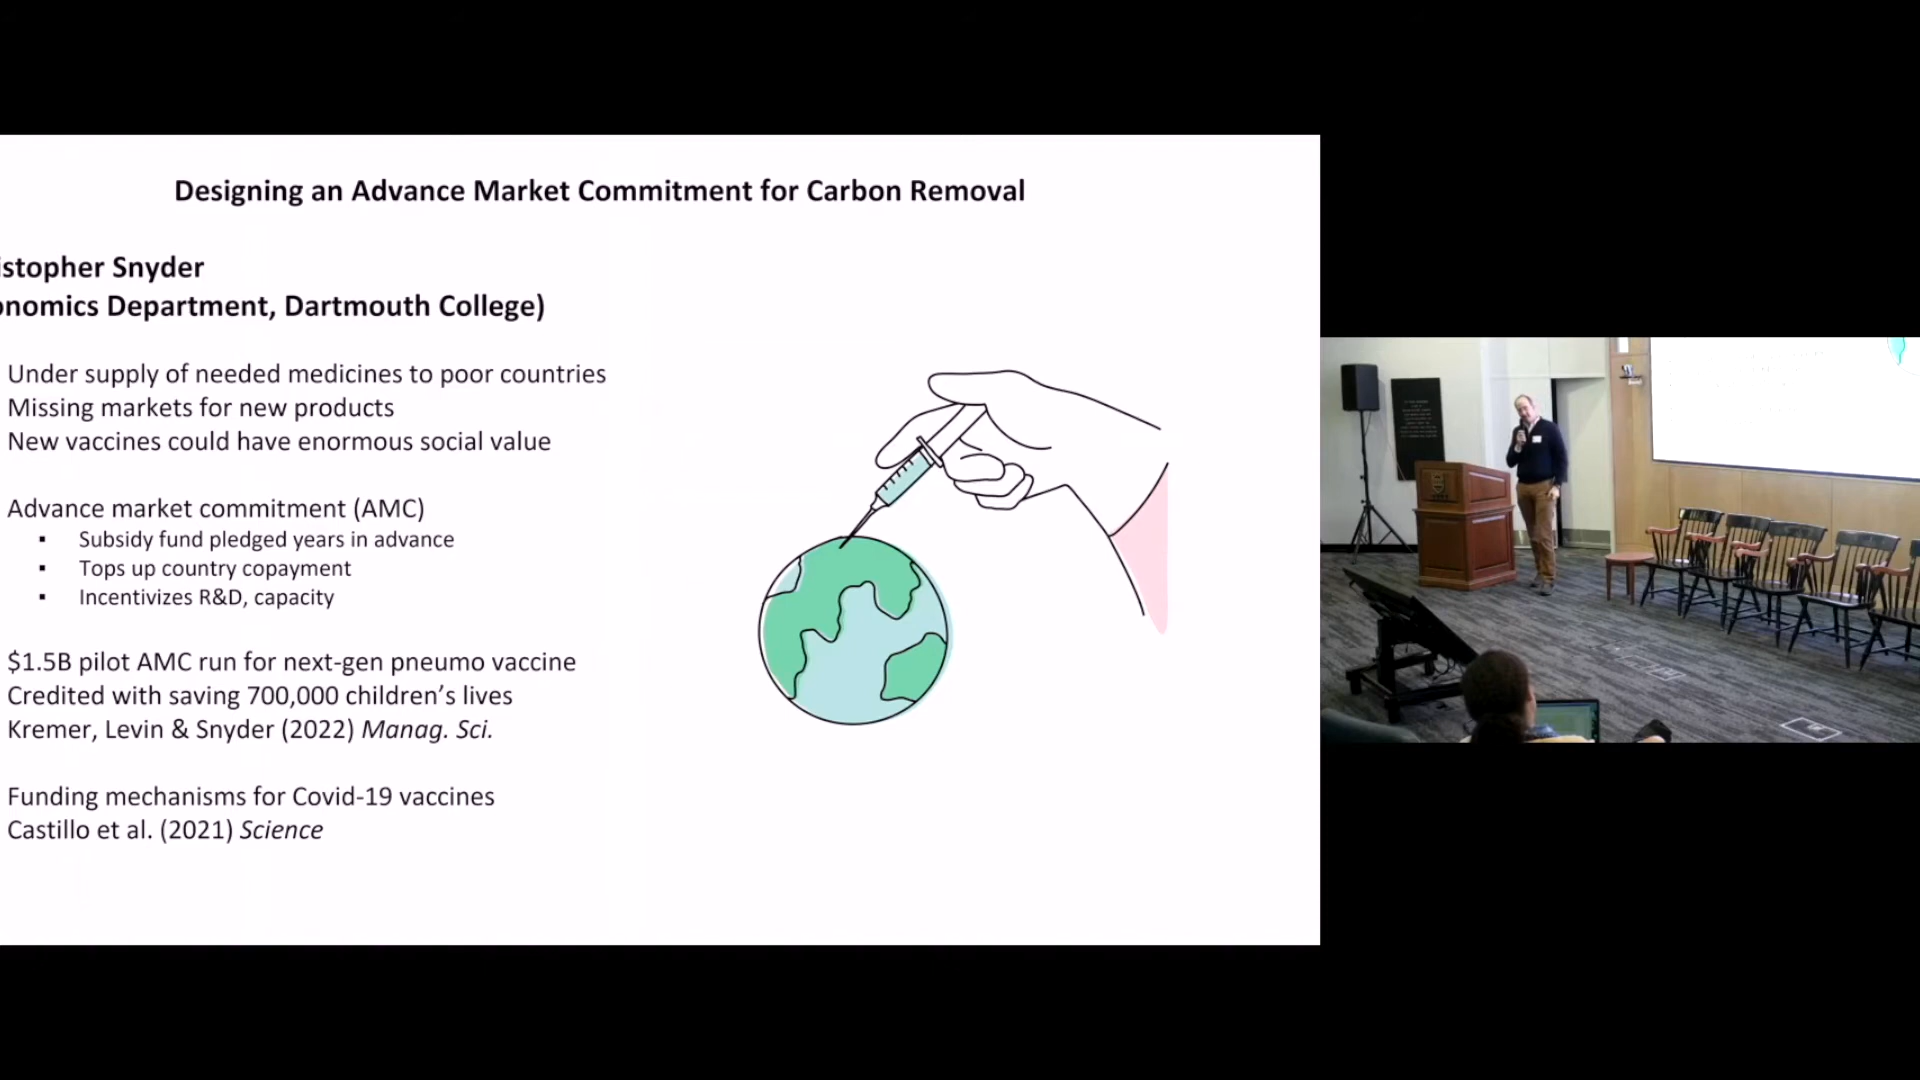 Designing an Advance Market Commitment for Carbon Removal
istopher Snyder
onomics Department, Dartmouth College)
Under supply of needed medicines to poor countries
Missing markets for new products
New vaccines could have enormous social value
Advance market commitment (AMC)
▪ Subsidy fund pledged years in advance
▪ Tops up country copayment
▪ Incentivizes R&D, capacity
$1.5B pilot AMC run for next-gen pneumo vaccine
Credited with saving 700,000 children’s lives
Kremer, Levin & Snyder (2022) Manag. Sci.
Funding mechanisms for Covid-19 vaccines
Castillo et al. (2021) Science